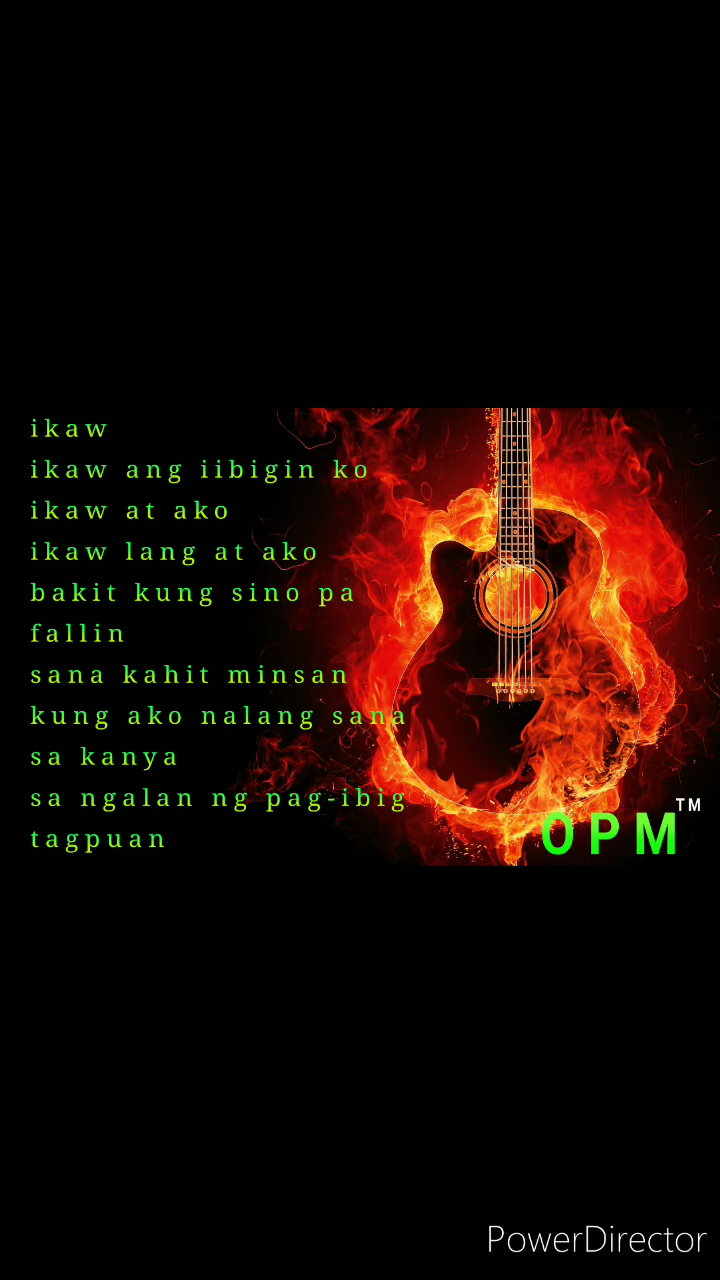 ikaw
ikaw ang iibigin ko
ikaw at ako
ikaw lang at ako
bakit kung sino pa
fallin
sana kahit minsan
kung ako nalang sana
sa kanya
sa ngalan ng pag-ibig
tagpuan
OPM™
PowerDirector